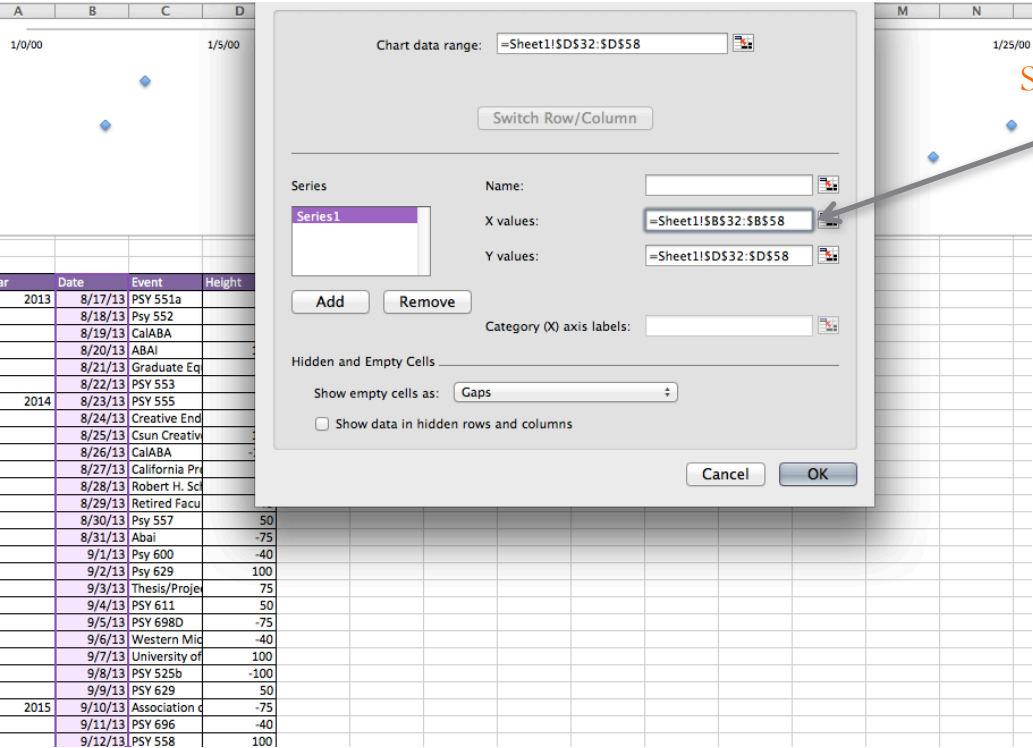 A B C D M N
1/0/00 1/5/00 1/25/00
Chart data range: =Sheet1!$D$32:$D$58
S
Switch Row/Column
Series Name:
Series1 X values: =Sheet1!$B$32:$B$58
Y values: =Sheet1!$D$32:$D$58
Add Remove
Category (X) axis labels:
Hidden and Empty Cells
Show empty cells as: Gaps
Show data in hidden rows and columns
Cancel OK
ar Date Event Height
2013 8/17/13 PSY 551a
8/18/13 Psy 552
8/19/13 CalABA
8/20/13 ABAI
8/21/13 Graduate Equ
8/22/13 PSY 553
2014 8/23/13 PSY 555
8/24/13 Creative End
8/25/13 Csun Creativ
8/26/13 CalABA
8/27/13 California Pr
8/28/13 Robert H. Sch
8/29/13 Retired Facu
8/30/13 Psy 557 50
8/31/13 Abai -75
9/1/13 Psy 600 -40
9/2/13 Psy 629 100
9/3/13 Thesis/Proje 75
9/4/13 PSY 611 50
9/5/13 PSY 698D -75
9/6/13 Western Mic -40
9/7/13 University of 100
9/8/13 PSY 525b -100
9/9/13 PSY 629 50
2015 9/10/13 Association -75
9/11/13 PSY 696 -40
9/12/13 PSY 558 100